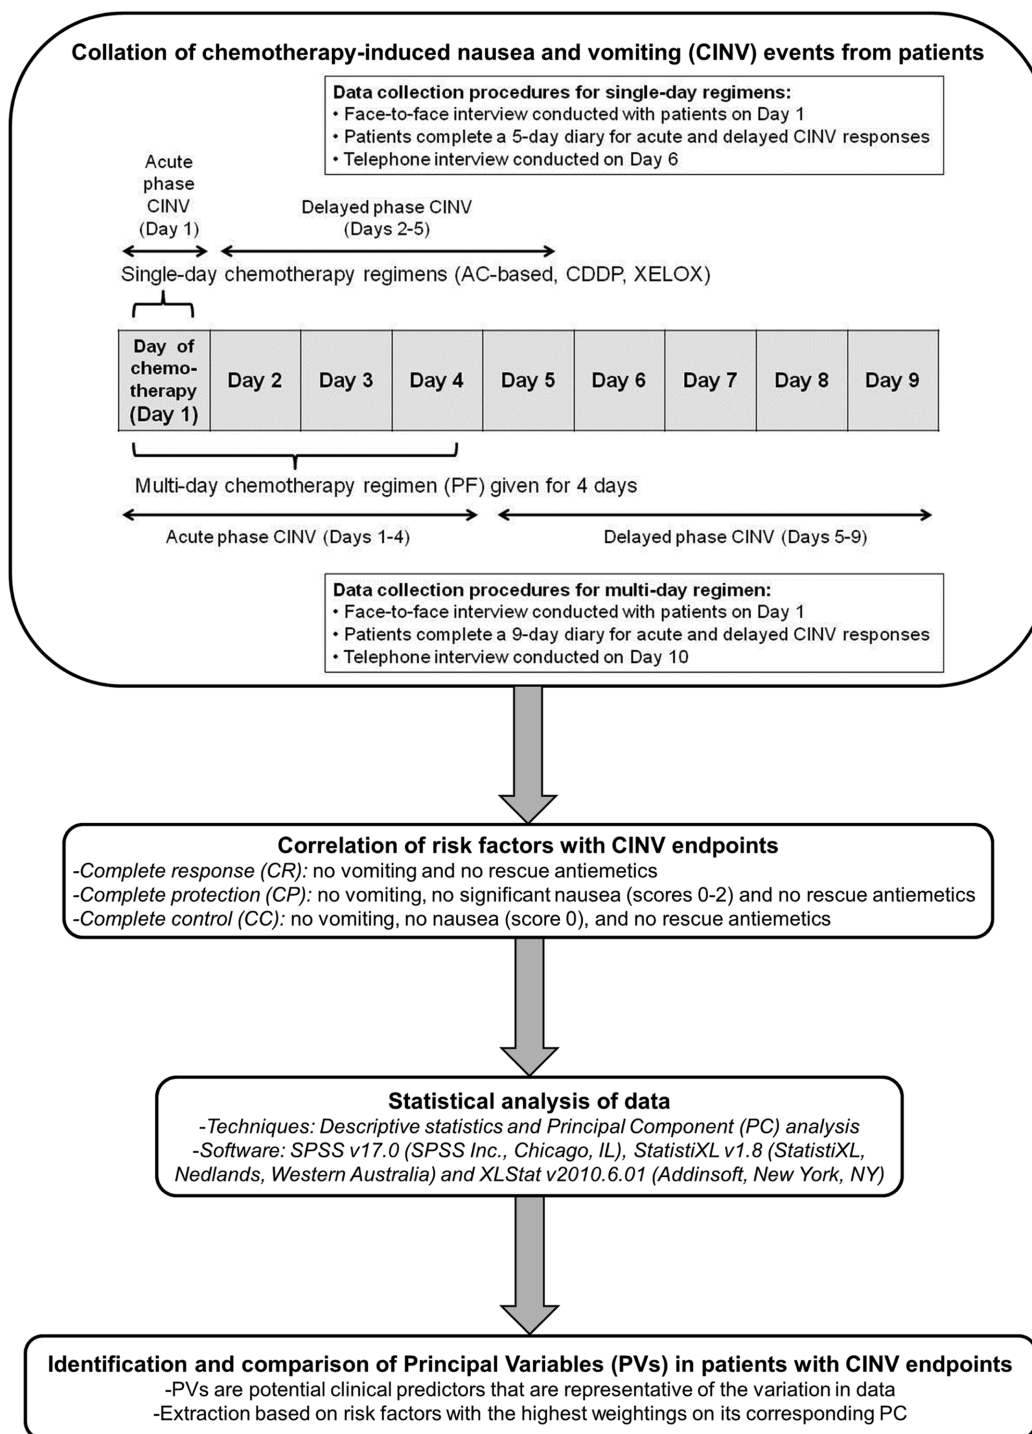 Collation of chemotherapy-induced nausea and vomiting (CINV) events from patients
Data collection procedures for single-day regimens:
• Face-to-face interview conducted with patients on Day 1
• Patients complete a 5-day diary for acute and delayed CINV responses
• Telephone interview conducted on Day 6
Acute
phase
CINV
(Day 1)
Delayed phase CINV
(Days 2-5)
Single-day chemotherapy regimens (AC-based, CDDP, XELOX)
Day of
chemo-
therapy
(Day 1)
Day 2
Day 3
Day 4
Day 5
Day 6
Day 7
Day 8
Day 9
Multi-day chemotherapy regimen (PF) given for 4 days
Acute phase CINV (Days 1-4)
Delayed phase CINV (Days 5-9)
Data collection procedures for multi-day regimen:
• Face-to-face interview conducted with patients on Day 1
• Patients complete a 9-day diary for acute and delayed CINV responses
• Telephone interview conducted on Day 10
Correlation of risk factors with CINV endpoints
-Complete response (CR): no vomiting and no rescue antiemetics
-Complete protection (CP): no vomiting, no significant nausea (scores 0-2) and no rescue antiemetics
-Complete control (CC): no vomiting, no nausea (score 0), and no rescue antiemetics
Statistical analysis of data
-Techniques: Descriptive statistics and Principal Component (PC) analysis
-Software: SPSS v17.0 (SPSS Inc., Chicago, IL), StatistiXL v1.8 (StatistiXL,
Nedlands, Western Australia) and XLStat v2010.6.01 (Addinsoft, New York, NY)
Identification and comparison of Principal Variables (PVs) in patients with CINV endpoints
-PVs are potential clinical predictors that are representative of the variation in data
-Extraction based on risk factors with the highest weightings on its corresponding PC